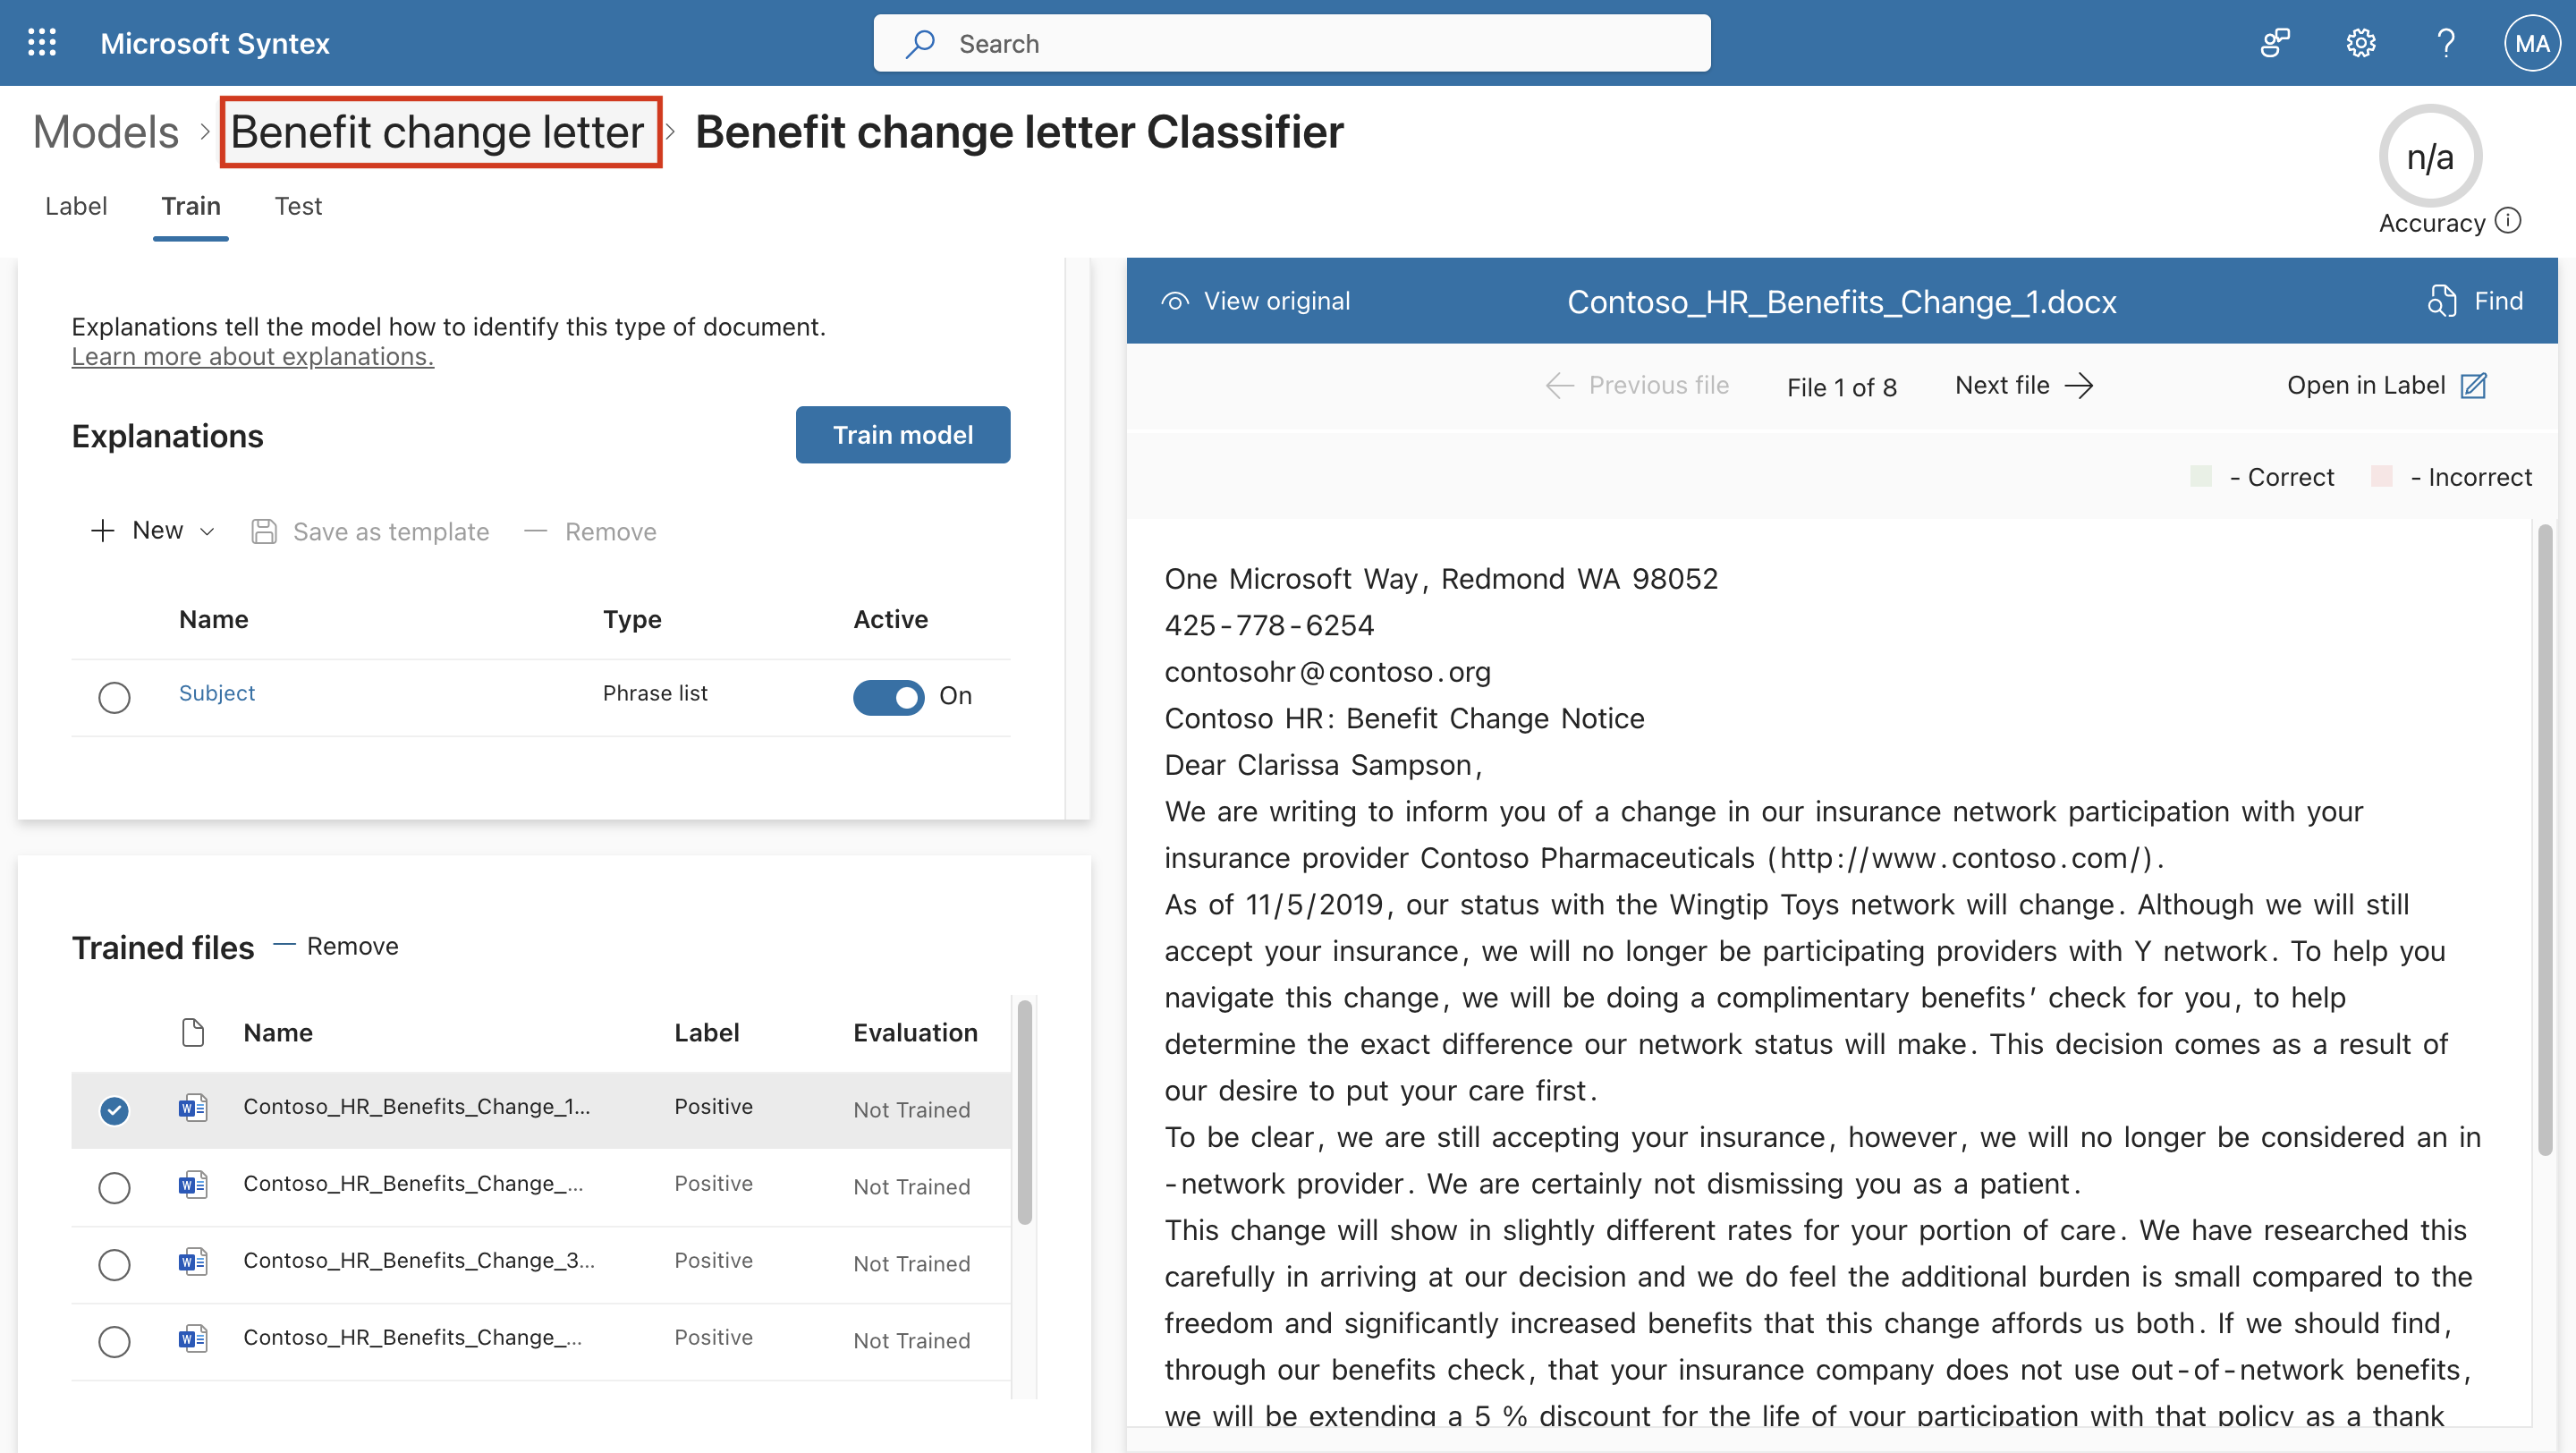 Microsoft Syntex
Search
MA
Models > Benefit change letter > Benefit change letter Classifier
n/a
Accuracy
Label Train Test
Explanations tell the model how to identify this type of document.
Learn more about explanations.
Explanations
Train model
New Save as template Remove
Name Type Active
Subject Phrase list On
Trained files Remove
Name Label Evaluation
Contoso_HR_Benefits_Change_1... Positive Not Trained
Contoso_HR_Benefits_Change_... Positive Not Trained
Contoso_HR_Benefits_Change_3... Positive Not Trained
Contoso_HR_Benefits_Change_... Positive Not Trained
View original Contoso_HR_Benefits_Change_1.docx Find
Previous file File 1 of 8 Next file Open in Label
- Correct - Incorrect
One Microsoft Way, Redmond WA 98052
425-778-6254
contosohr@contoso.org
Contoso HR: Benefit Change Notice
Dear Clarissa Sampson,
We are writing to inform you of a change in our insurance network participation with your
insurance provider Contoso Pharmaceuticals (http://www.contoso.com/).
As of 11/5/2019, our status with the Wingtip Toys network will change. Although we will still
accept your insurance, we will no longer be participating providers with Y network. To help you
navigate this change, we will be doing a complimentary benefits’ check for you, to help
determine the exact difference our network status will make. This decision comes as a result of
our desire to put your care first.
To be clear, we are still accepting your insurance, however, we will no longer be considered an in
-network provider. We are certainly not dismissing you as a patient.
This change will show in slightly different rates for your portion of care. We have researched this
carefully in arriving at our decision and we do feel the additional burden is small compared to the
freedom and significantly increased benefits that this change affords us both. If we should find,
through our benefits check, that your insurance company does not use out-of-network benefits,
we will be extending a 5 % discount for the life of your participation with that policy as a thank